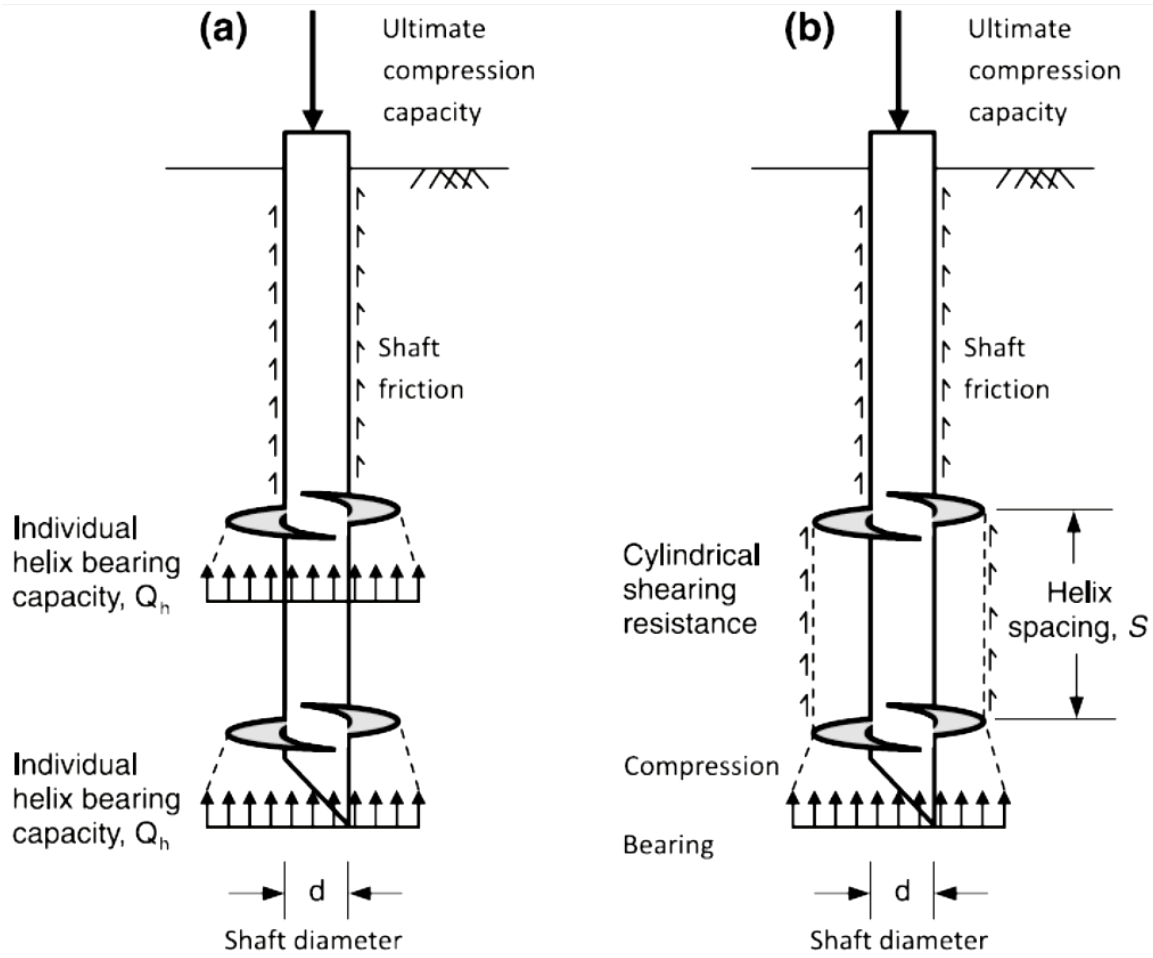 (a)
Ultimate
compression
capacity
Shaft
friction
Individual
helix bearing
capacity, Qh
Individual
helix bearing
capacity, Qh
d
Shaft diameter
(b)
Ultimate
compression
capacity
Shaft
friction
Cylindrical
shearing
resistance
Helix
spacing, S
Compression
Bearing
d
Shaft diameter